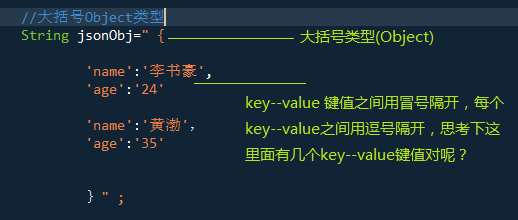 //大括号Object类型
String jsonObj=" {
大括号类型(Object)
'name':'李书豪',
'age':'24'
key--value 键值之间用冒号隔开，每个
key--value之间用逗号隔开，思考下这
里面有几个key--value键值对呢？
'name':'黄渤',
'age':'35'
} " ;